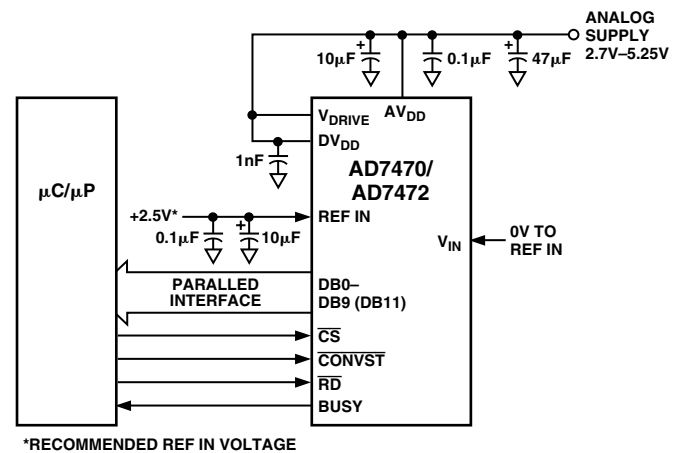 ANALOG
SUPPLY
2.7V–5.25V
10μF
0.1μF
47μF
VDRIVE
AVDD
DVDD
1nF
AD7470/
AD7472
μC/μP
+2.5V*
REF IN
0.1μF
10μF
VIN
0V TO
REF IN
PARALLED
INTERFACE
DB0–
DB9 (DB11)
CS
CONVST
RD
BUSY
*RECOMMENDED REF IN VOLTAGE